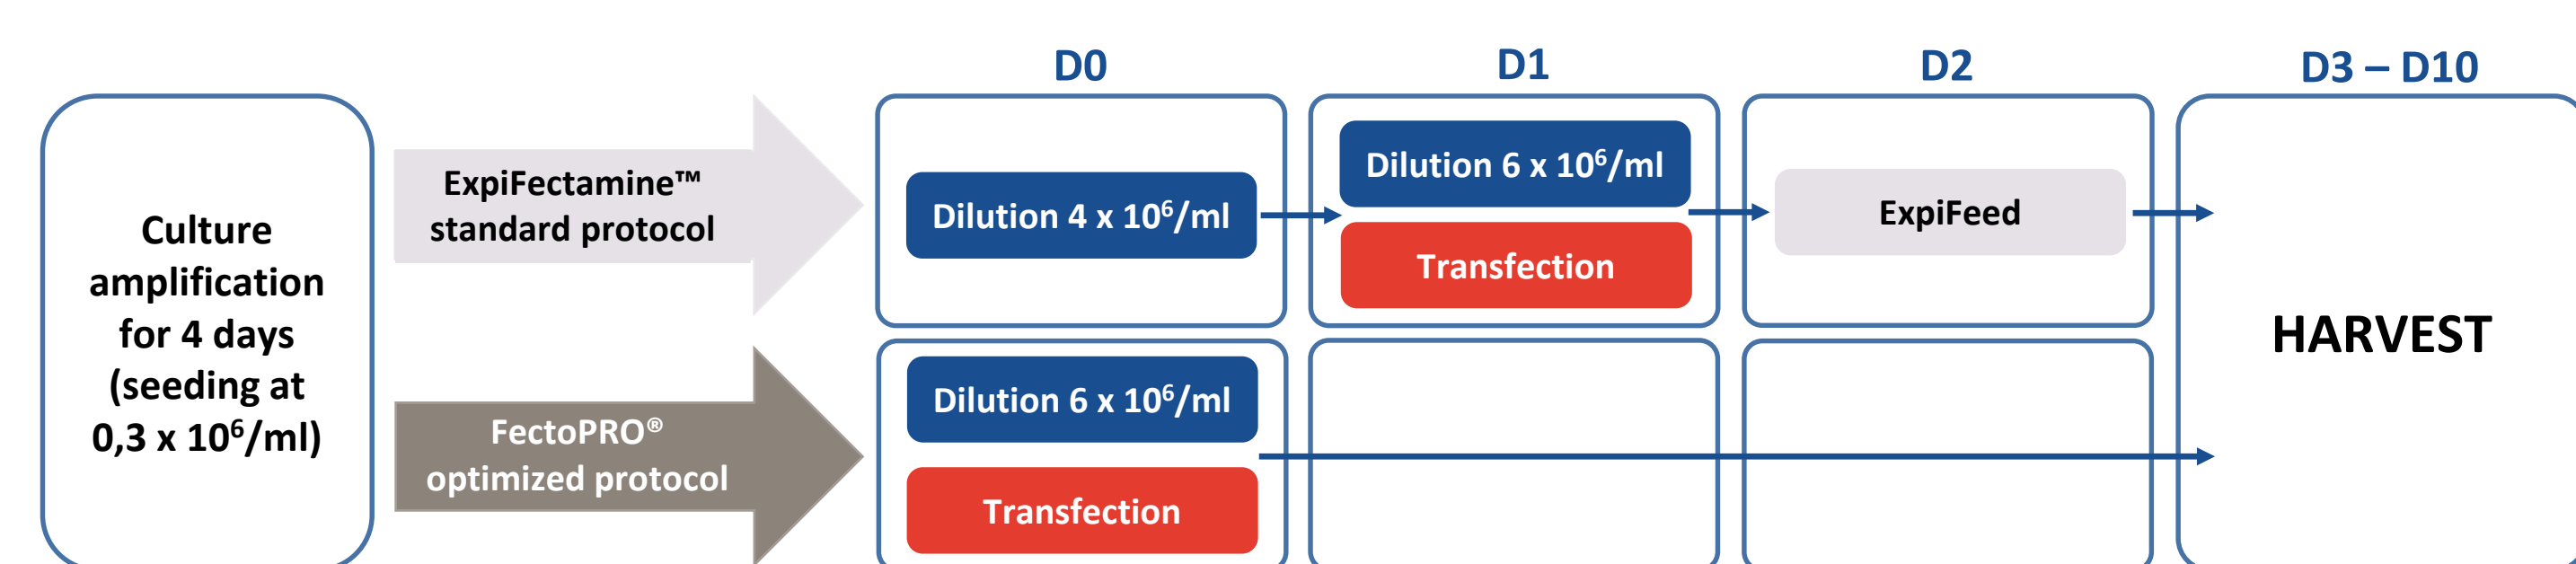 D0
D1
D2
D3 – D10
Culture
amplification
for 4 days
(seeding at
0,3 x 10⁶/ml)
ExpiFectamine™
standard protocol
Dilution 4 x 10⁶/ml
Dilution 6 x 10⁶/ml
Transfection
ExpiFeed
FectoPRO®
optimized protocol
Dilution 6 x 10⁶/ml
Transfection
HARVEST